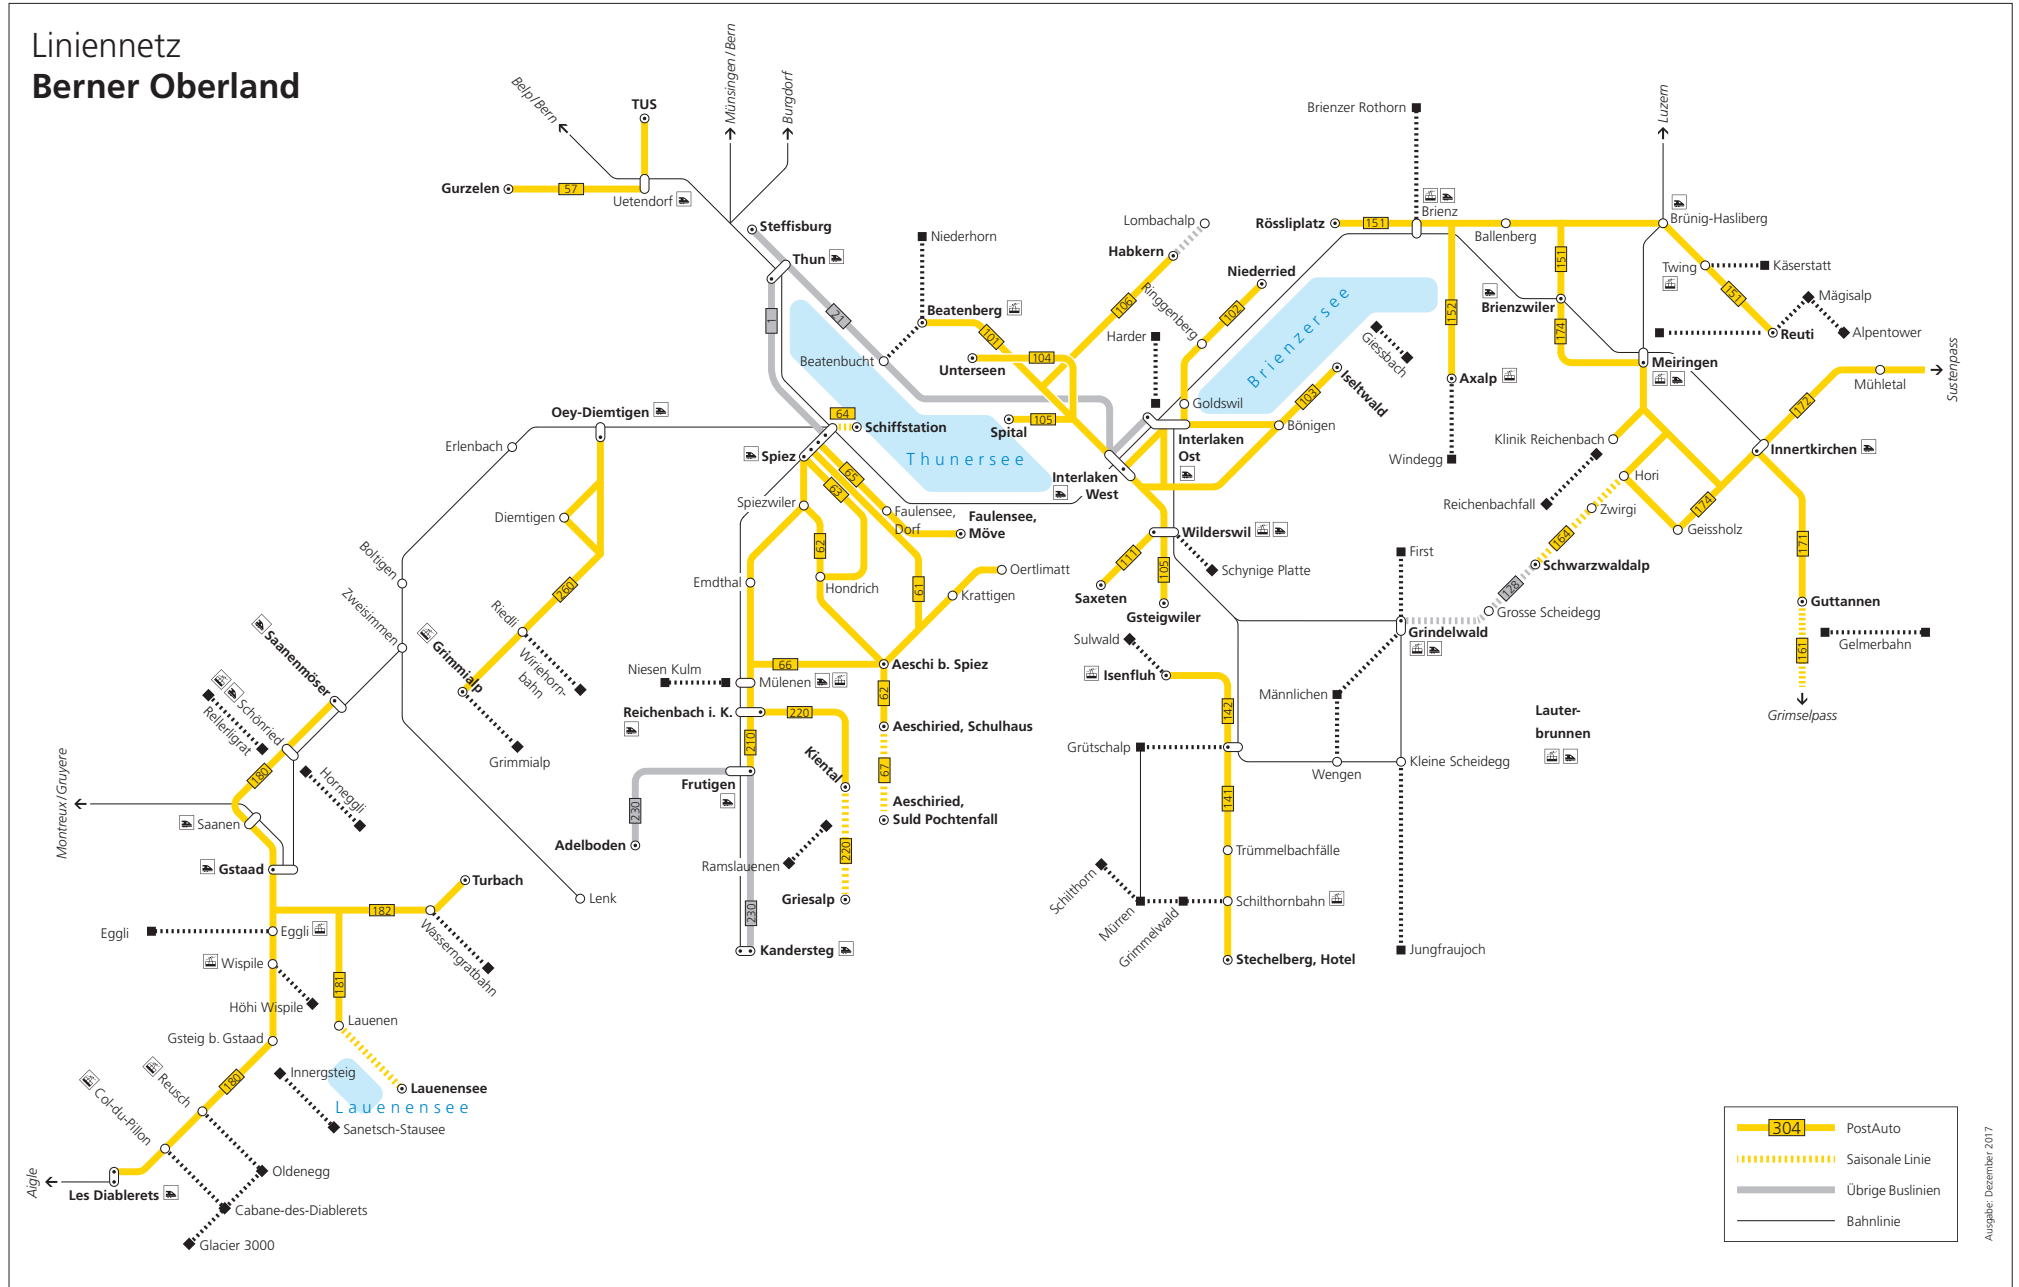 Liniennetz
Berner Oberland
Belp/Bern
TUS
Münsingen/Bern
Burgdorf
Gurzelen
57
Uetendorf
Steffisburg
Thun
1
21
Niederhorn
Beatenberg
Beatenbucht
101
Unterseen
104
Spital
105
Lombachalp
Habkern
106
Harder
Ringgenberg
Niederried
102
Goldswil
Brienzersee
Iseltwald
103
Bönigen
Interlaken
Ost
Interlaken
West
Thunersee
Brienzer Rothorn
Rössliplatz
151
Brienz
Ballenberg
Luzern
Brünig-Hasliberg
Twing
Käserstatt
151
Mägisalp
Alpentower
Reuti
151
Brienzwiler
174
152
Giessbach
Axalp
Windegg
Meiringen
Mühletal
Sustenpass
172
Klinik Reichenbach
Innertkirchen
Reichenbachfall
Hori
Zwirgi
174
Geissholz
164
Schwarzwaldalp
128
Grosse Scheidegg
171
Guttannen
161
Gelmerbahn
Grimselpass
Oey-Diemtigen
Erlenbach
Diemtigen
Boltigen
Zweisimmen
260
Riedli
Wiriehorn-
bahn
Grimmialp
Grimmialp
Lenk
64
Schiffstation
Spiez
Spiezwiler
65
63
Faulensee,
Dorf
Faulensee,
Möve
62
Hondrich
61
Emdthal
Oertlimatt
Krattigen
66
Aeschi b. Spiez
Niesen Kulm
Mülenen
Reichenbach i. K.
220
62
Aeschiried, Schulhaus
210
Kiental
67
Frutigen
230
Adelboden
Aeschiried,
Suld Pochtenfall
Ramslauenen
220
Griesalp
230
Kandersteg
Wilderswil
111
105
Saxeten
Gsteigwiler
Schynige Platte
Sulwald
Isenfluh
142
First
Grindelwald
Männlichen
Lauter-
brunnen
Grütschalp
Wengen
Kleine Scheidegg
141
Trümmelbachfälle
Schilthorn
Mürren
Grimmelwald
Schilthornbahn
Stechelberg, Hotel
Jungfraujoch
Saanenmöser
Schönried
Rellerligrat
Horneggli
180
Montreux/Gruyere
Saanen
Gstaad
Turbach
182
Eggli
Eggli
Wasserngratbahn
Wispile
181
Höhi Wispile
Lauenen
Gsteig b. Gstaad
Innergsteig
Lauenensee
Lauenensee
180
Reusch
Col-du-Pillon
Sanetsch-Stausee
Oldenegg
Aigle
Les Diablerets
Cabane-des-Diablerets
Glacier 3000
304
PostAuto
Saisonale Linie
Übrige Buslinien
Bahnlinie
Ausgabe: Dezember 2017